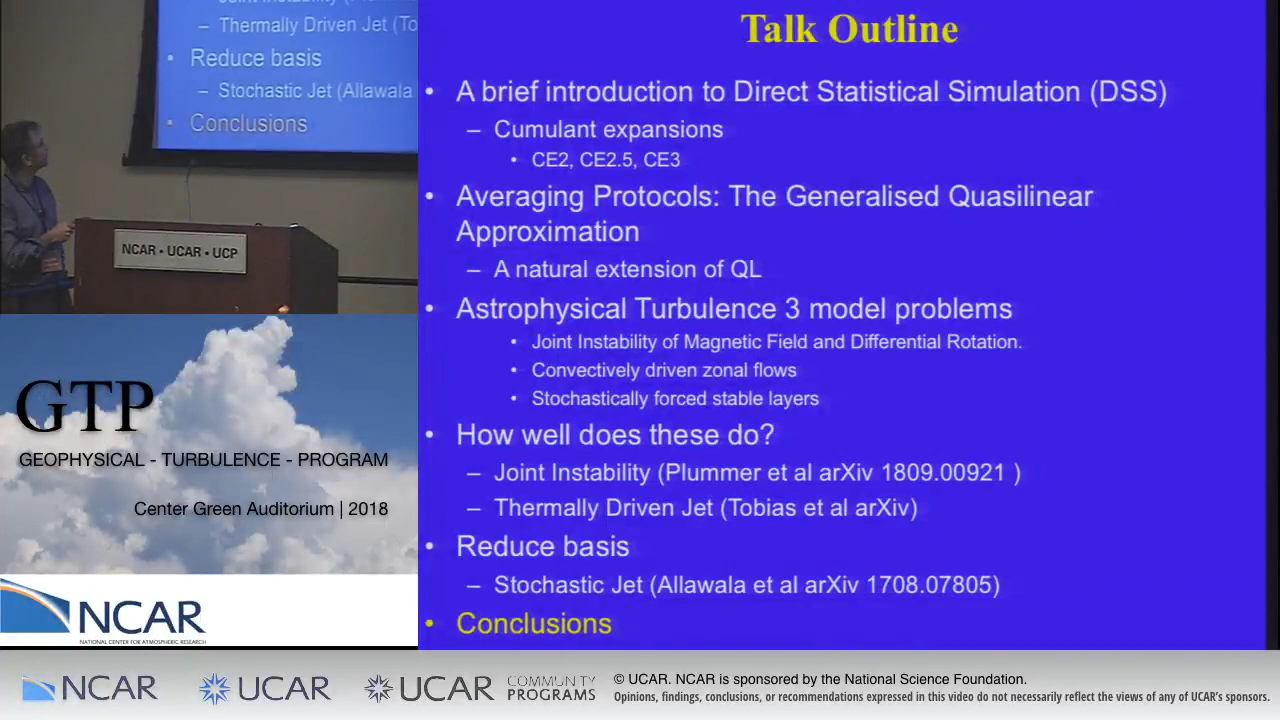 Thermally Driven Jet (To
Reduce basis
Stochastic Jet (Allawala
Conclusions
NCAR • UCAR • UCP
GTP
GEOPHYSICAL - TURBULENCE - PROGRAM
Center Green Auditorium | 2018
NCAR
NATIONAL CENTER FOR ATMOSPHERIC RESEARCH
Talk Outline
• A brief introduction to Direct Statistical Simulation (DSS)
– Cumulant expansions
• CE2, CE2.5, CE3
• Averaging Protocols: The Generalised Quasilinear
Approximation
– A natural extension of QL
• Astrophysical Turbulence 3 model problems
• Joint Instability of Magnetic Field and Differential Rotation.
• Convectively driven zonal flows
• Stochastically forced stable layers
• How well does these do?
– Joint Instability (Plummer et al arXiv 1809.00921 )
– Thermally Driven Jet (Tobias et al arXiv)
• Reduce basis
– Stochastic Jet (Allawala et al arXiv 1708.07805)
• Conclusions
NCAR
UCAR
UCAR
COMMUNITY
PROGRAMS
© UCAR. NCAR is sponsored by the National Science Foundation.
Opinions, findings, conclusions, or recommendations expressed in this video do not necessarily reflect the views of any of UCAR's sponsors.